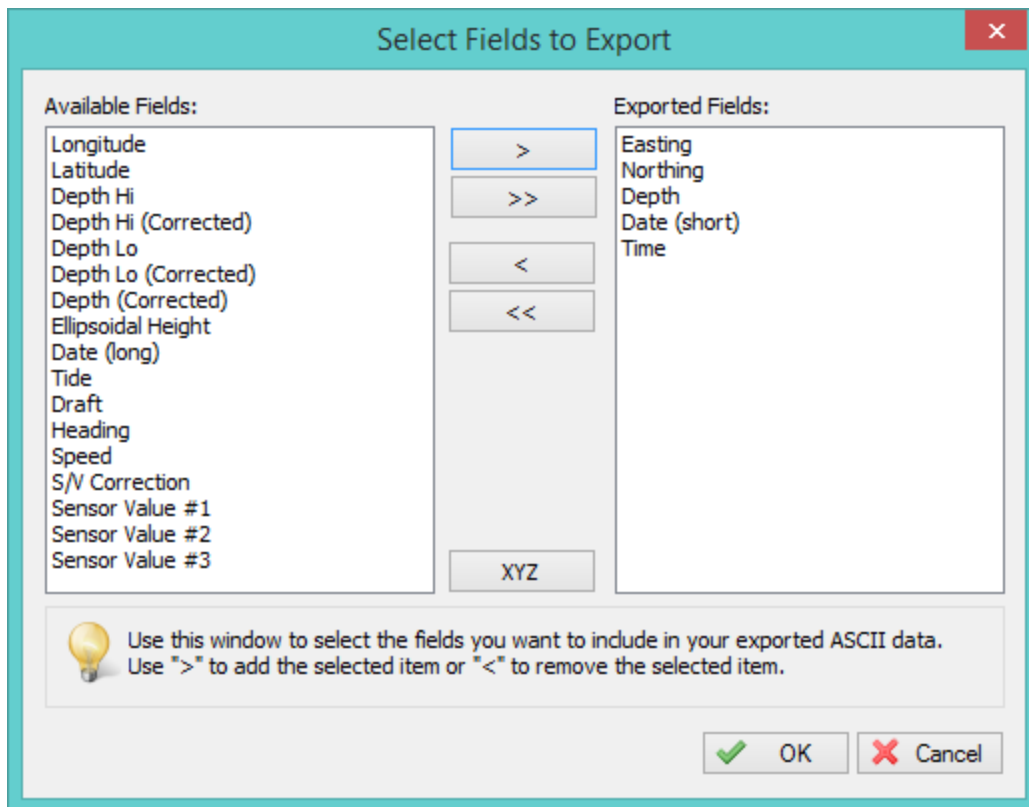 Select Fields to Export
Available Fields:
Longitude
Latitude
Depth Hi
Depth Hi (Corrected)
Depth Lo
Depth Lo (Corrected)
Depth (Corrected)
Ellipsoidal Height
Date (long)
Tide
Draft
Heading
Speed
S/V Correction
Sensor Value #1
Sensor Value #2
Sensor Value #3
>
>>
<
<<
XYZ
Exported Fields:
Easting
Northing
Depth
Date (short)
Time
Use this window to select the fields you want to include in your exported ASCII data.
Use ">" to add the selected item or "<" to remove the selected item.
OK
Cancel